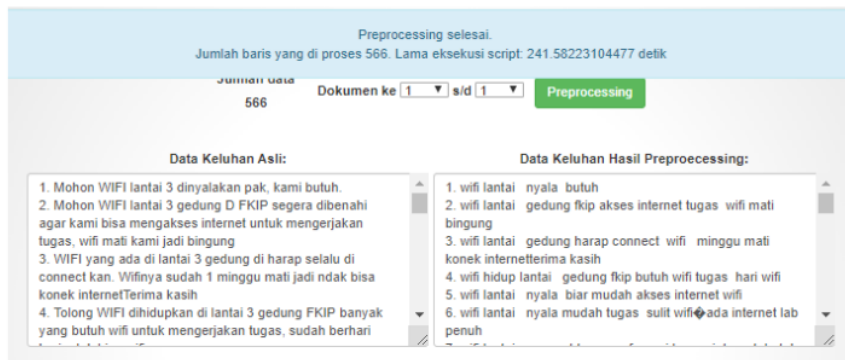 Preprocessing selesai.
Jumlah baris yang di proses 566. Lama eksekusi script: 241.58223104477 detik
Jumlah data
566
Dokumen ke 1 s/d 1 Preprocessing
Data Keluhan Asli:
1. Mohon WIFI lantai 3 dinyalakan pak, kami butuh.
2. Mohon WIFI lantai 3 gedung D FKIP segera dibenahi
agar kami bisa mengakses internet untuk mengerjakan
tugas, wifi mati kami jadi bingung
3. WIFI yang ada di lantai 3 gedung di harap selalu di
connect kan. Wifinya sudah 1 minggu mati jadi ndak bisa
konek internetTerima kasih
4. Tolong WIFI dihidupkan di lantai 3 gedung FKIP banyak
yang butuh wifi untuk mengerjakan tugas, sudah berhari
Data Keluhan Hasil Preproecessing:
1. wifi lantai nyala butuh
2. wifi lantai gedung fkip akses internet tugas wifi mati
bingung
3. wifi lantai gedung harap connect wifi minggu mati
konek internetterima kasih
4. wifi hidup lantai gedung fkip butuh wifi tugas hari wifi
5. wifi lantai nyala biar mudah akses internet wifi
6. wifi lantai nyala mudah tugas sulit wifi�ada internet lab
penuh